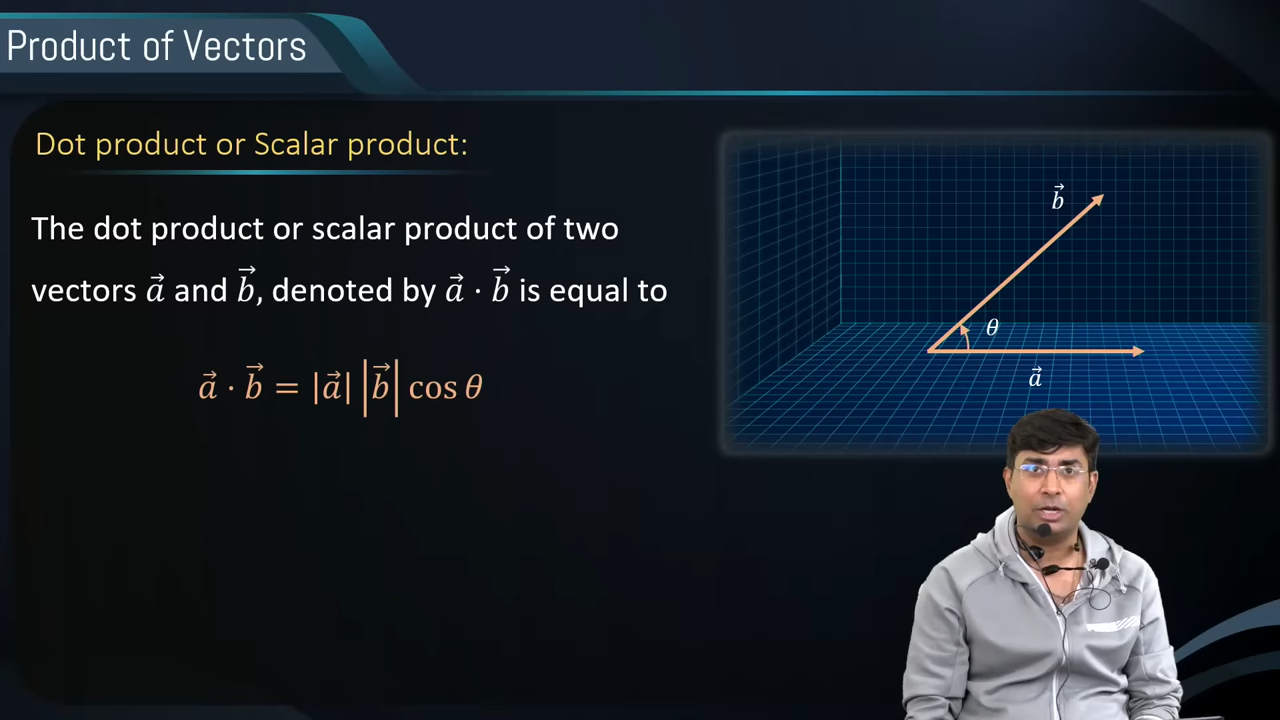 Product of Vectors
Dot product or Scalar product:
The dot product or scalar product of two
vectors a⃗ and b⃗, denoted by a⃗ · b⃗ is equal to
a⃗ · b⃗ = |a⃗| |b⃗| cos θ
b⃗
θ
a⃗